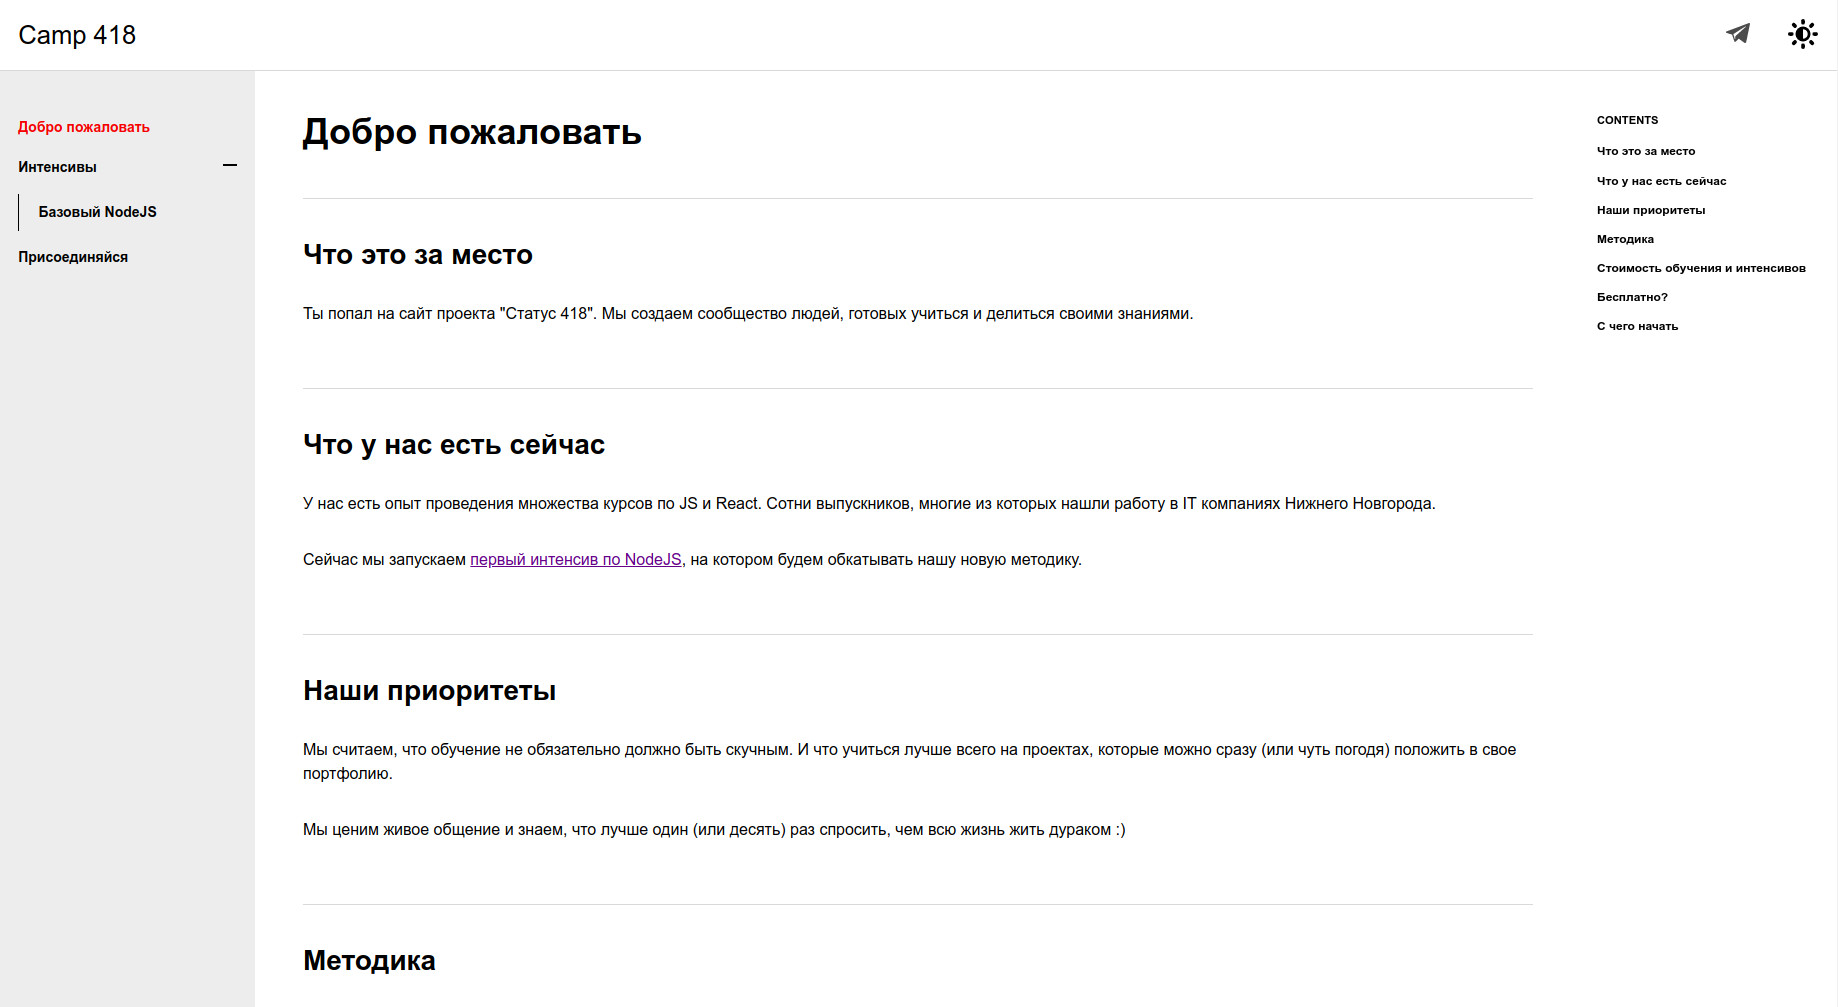 Camp 418
Добро пожаловать
Интенсивы
Базовый NodeJS
Присоединяйся
Добро пожаловать
Что это за место
Ты попал на сайт проекта "Статус 418". Мы создаем сообщество людей, готовых учиться и делиться своими знаниями.
Что у нас есть сейчас
У нас есть опыт проведения множества курсов по JS и React. Сотни выпускников, многие из которых нашли работу в IT компаниях Нижнего Новгорода.
Сейчас мы запускаем первый интенсив по NodeJS, на котором будем обкатывать нашу новую методику.
Наши приоритеты
Мы считаем, что обучение не обязательно должно быть скучным. И что учиться лучше всего на проектах, которые можно сразу (или чуть погодя) положить в свое
портфолио.
Мы ценим живое общение и знаем, что лучше один (или десять) раз спросить, чем всю жизнь жить дураком :)
Методика
CONTENTS
Что это за место
Что у нас есть сейчас
Наши приоритеты
Методика
Стоимость обучения и интенсивов
Бесплатно?
С чего начать